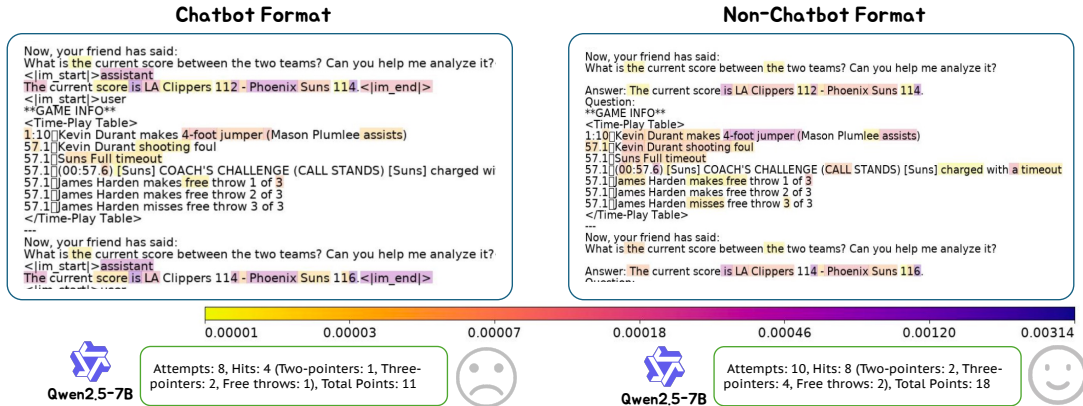 Chatbot Format
Now, your friend has said:
What is the current score between the two teams? Can you help me analyze it?
<|im_start|>assistant
The current score is LA Clippers 112 - Phoenix Suns 114.<|im_end|>
<|im_start|>user
**GAME INFO**
<Time-Play Table>
1:10▯Kevin Durant makes 4-foot jumper (Mason Plumlee assists)
57.1▯Kevin Durant shooting foul
57.1▯Suns Full timeout
57.1▯(00:57.6) [Suns] COACH'S CHALLENGE (CALL STANDS) [Suns] charged wi
57.1▯James Harden makes free throw 1 of 3
57.1▯James Harden makes free throw 2 of 3
57.1▯James Harden misses free throw 3 of 3
</Time-Play Table>
---
Now, your friend has said:
What is the current score between the two teams? Can you help me analyze it?
<|im_start|>assistant
The current score is LA Clippers 114 - Phoenix Suns 116.<|im_end|>
<|im_start|>user
Non-Chatbot Format
Now, your friend has said:
What is the current score between the two teams? Can you help me analyze it?
Answer: The current score is LA Clippers 112 - Phoenix Suns 114.
Question:
**GAME INFO**
<Time-Play Table>
1:10▯Kevin Durant makes 4-foot jumper (Mason Plumlee assists)
57.1▯Kevin Durant shooting foul
57.1▯Suns Full timeout
57.1▯(00:57.6) [Suns] COACH'S CHALLENGE (CALL STANDS) [Suns] charged with a timeout
57.1▯James Harden makes free throw 1 of 3
57.1▯James Harden makes free throw 2 of 3
57.1▯James Harden misses free throw 3 of 3
</Time-Play Table>
---
Now, your friend has said:
What is the current score between the two teams? Can you help me analyze it?
Answer: The current score is LA Clippers 114 - Phoenix Suns 116.
Question:
0.00001 0.00003 0.00007 0.00018 0.00046 0.00120 0.00314
Qwen2.5-7B
Attempts: 8, Hits: 4 (Two-pointers: 1, Three-
pointers: 2, Free throws: 1), Total Points: 11
Qwen2.5-7B
Attempts: 10, Hits: 8 (Two-pointers: 2, Three-
pointers: 4, Free throws: 2), Total Points: 18